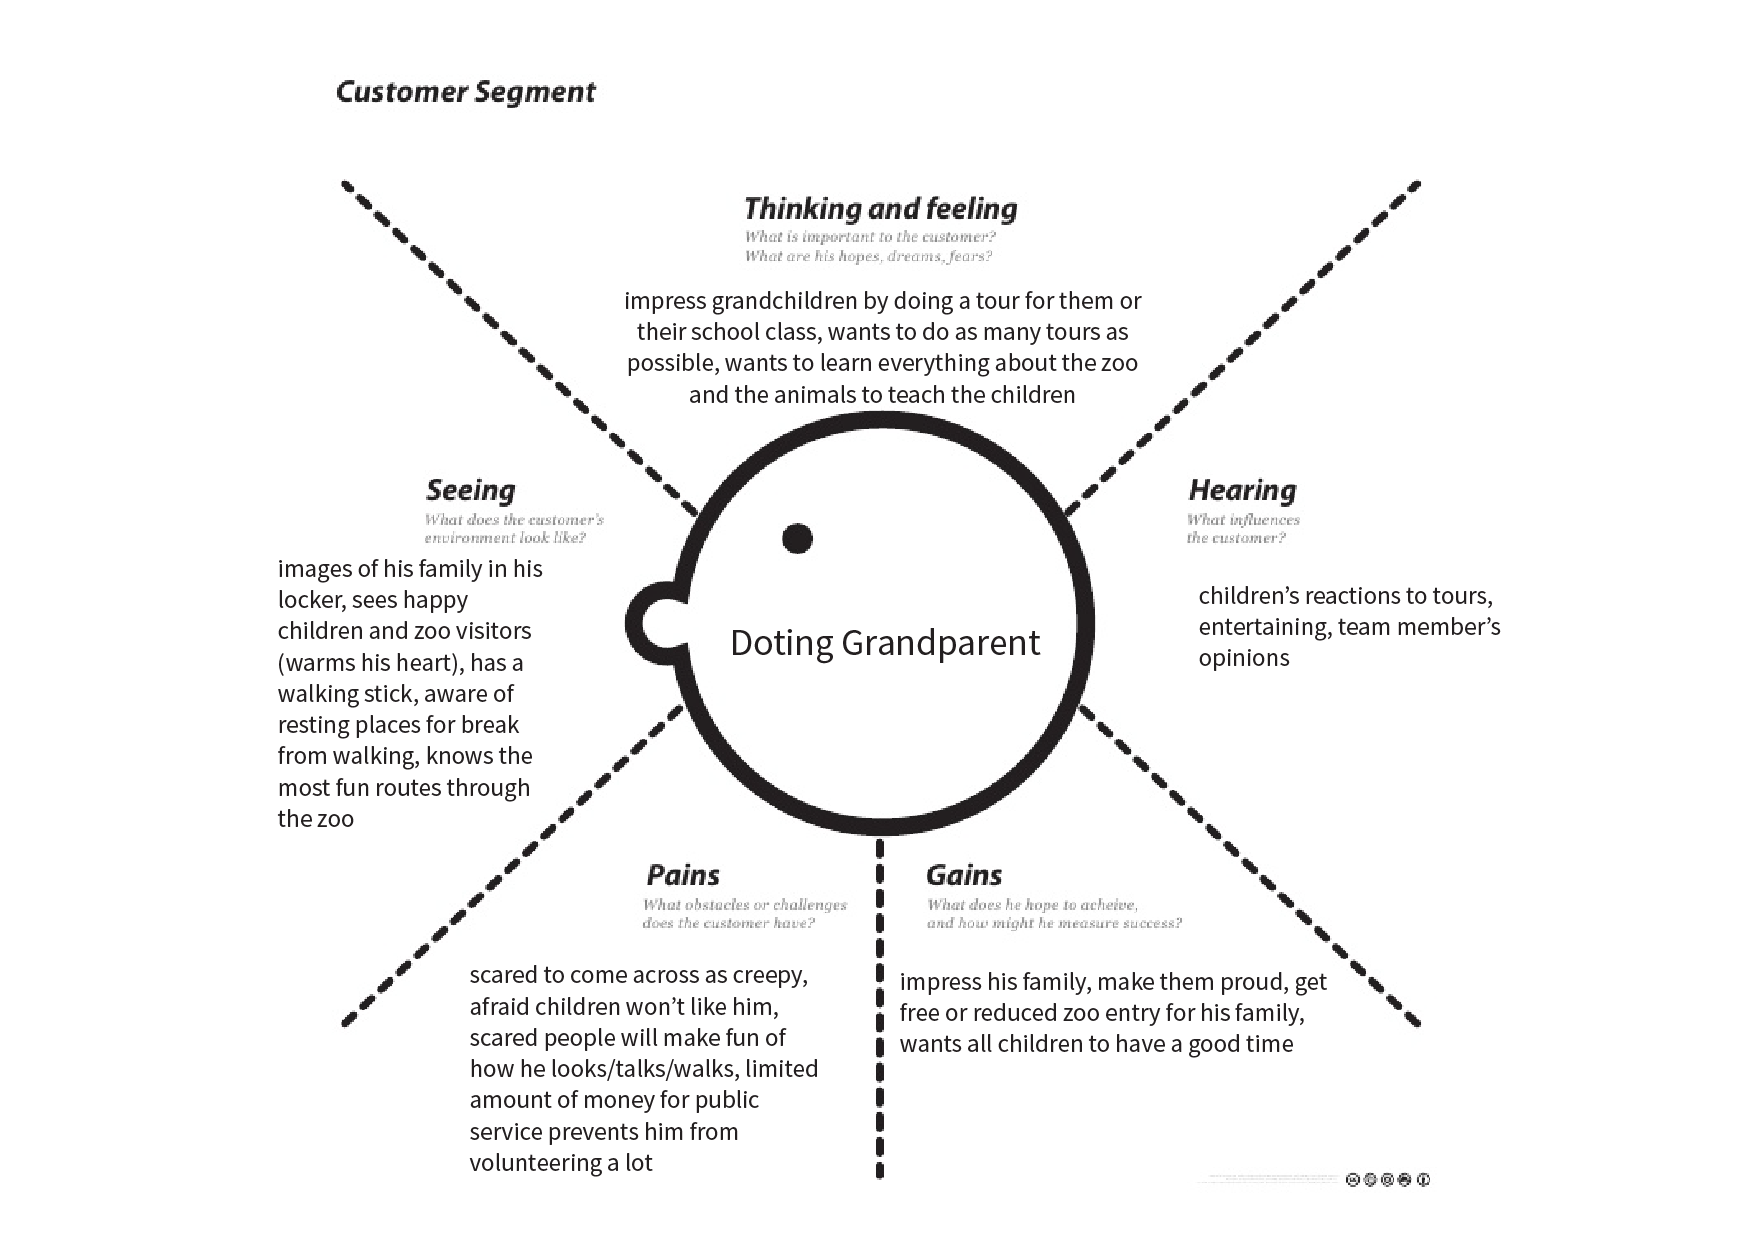 Customer Segment
Thinking and feeling
What is important to the customer?
What are his hopes, dreams, fears?
impress grandchildren by doing a tour for them or
their school class, wants to do as many tours as
possible, wants to learn everything about the zoo
and the animals to teach the children
Seeing
What does the customer's
environment look like?
images of his family in his
locker, sees happy
children and zoo visitors
(warms his heart), has a
walking stick, aware of
resting places for break
from walking, knows the
most fun routes through
the zoo
Doting Grandparent
Hearing
What influences
the customer?
children’s reactions to tours,
entertaining, team member’s
opinions
Pains
What obstacles or challenges
does the customer have?
scared to come across as creepy,
afraid children won’t like him,
scared people will make fun of
how he looks/talks/walks, limited
amount of money for public
service prevents him from
volunteering a lot
Gains
What does he hope to acheive,
and how might he measure success?
impress his family, make them proud, get
free or reduced zoo entry for his family,
wants all children to have a good time